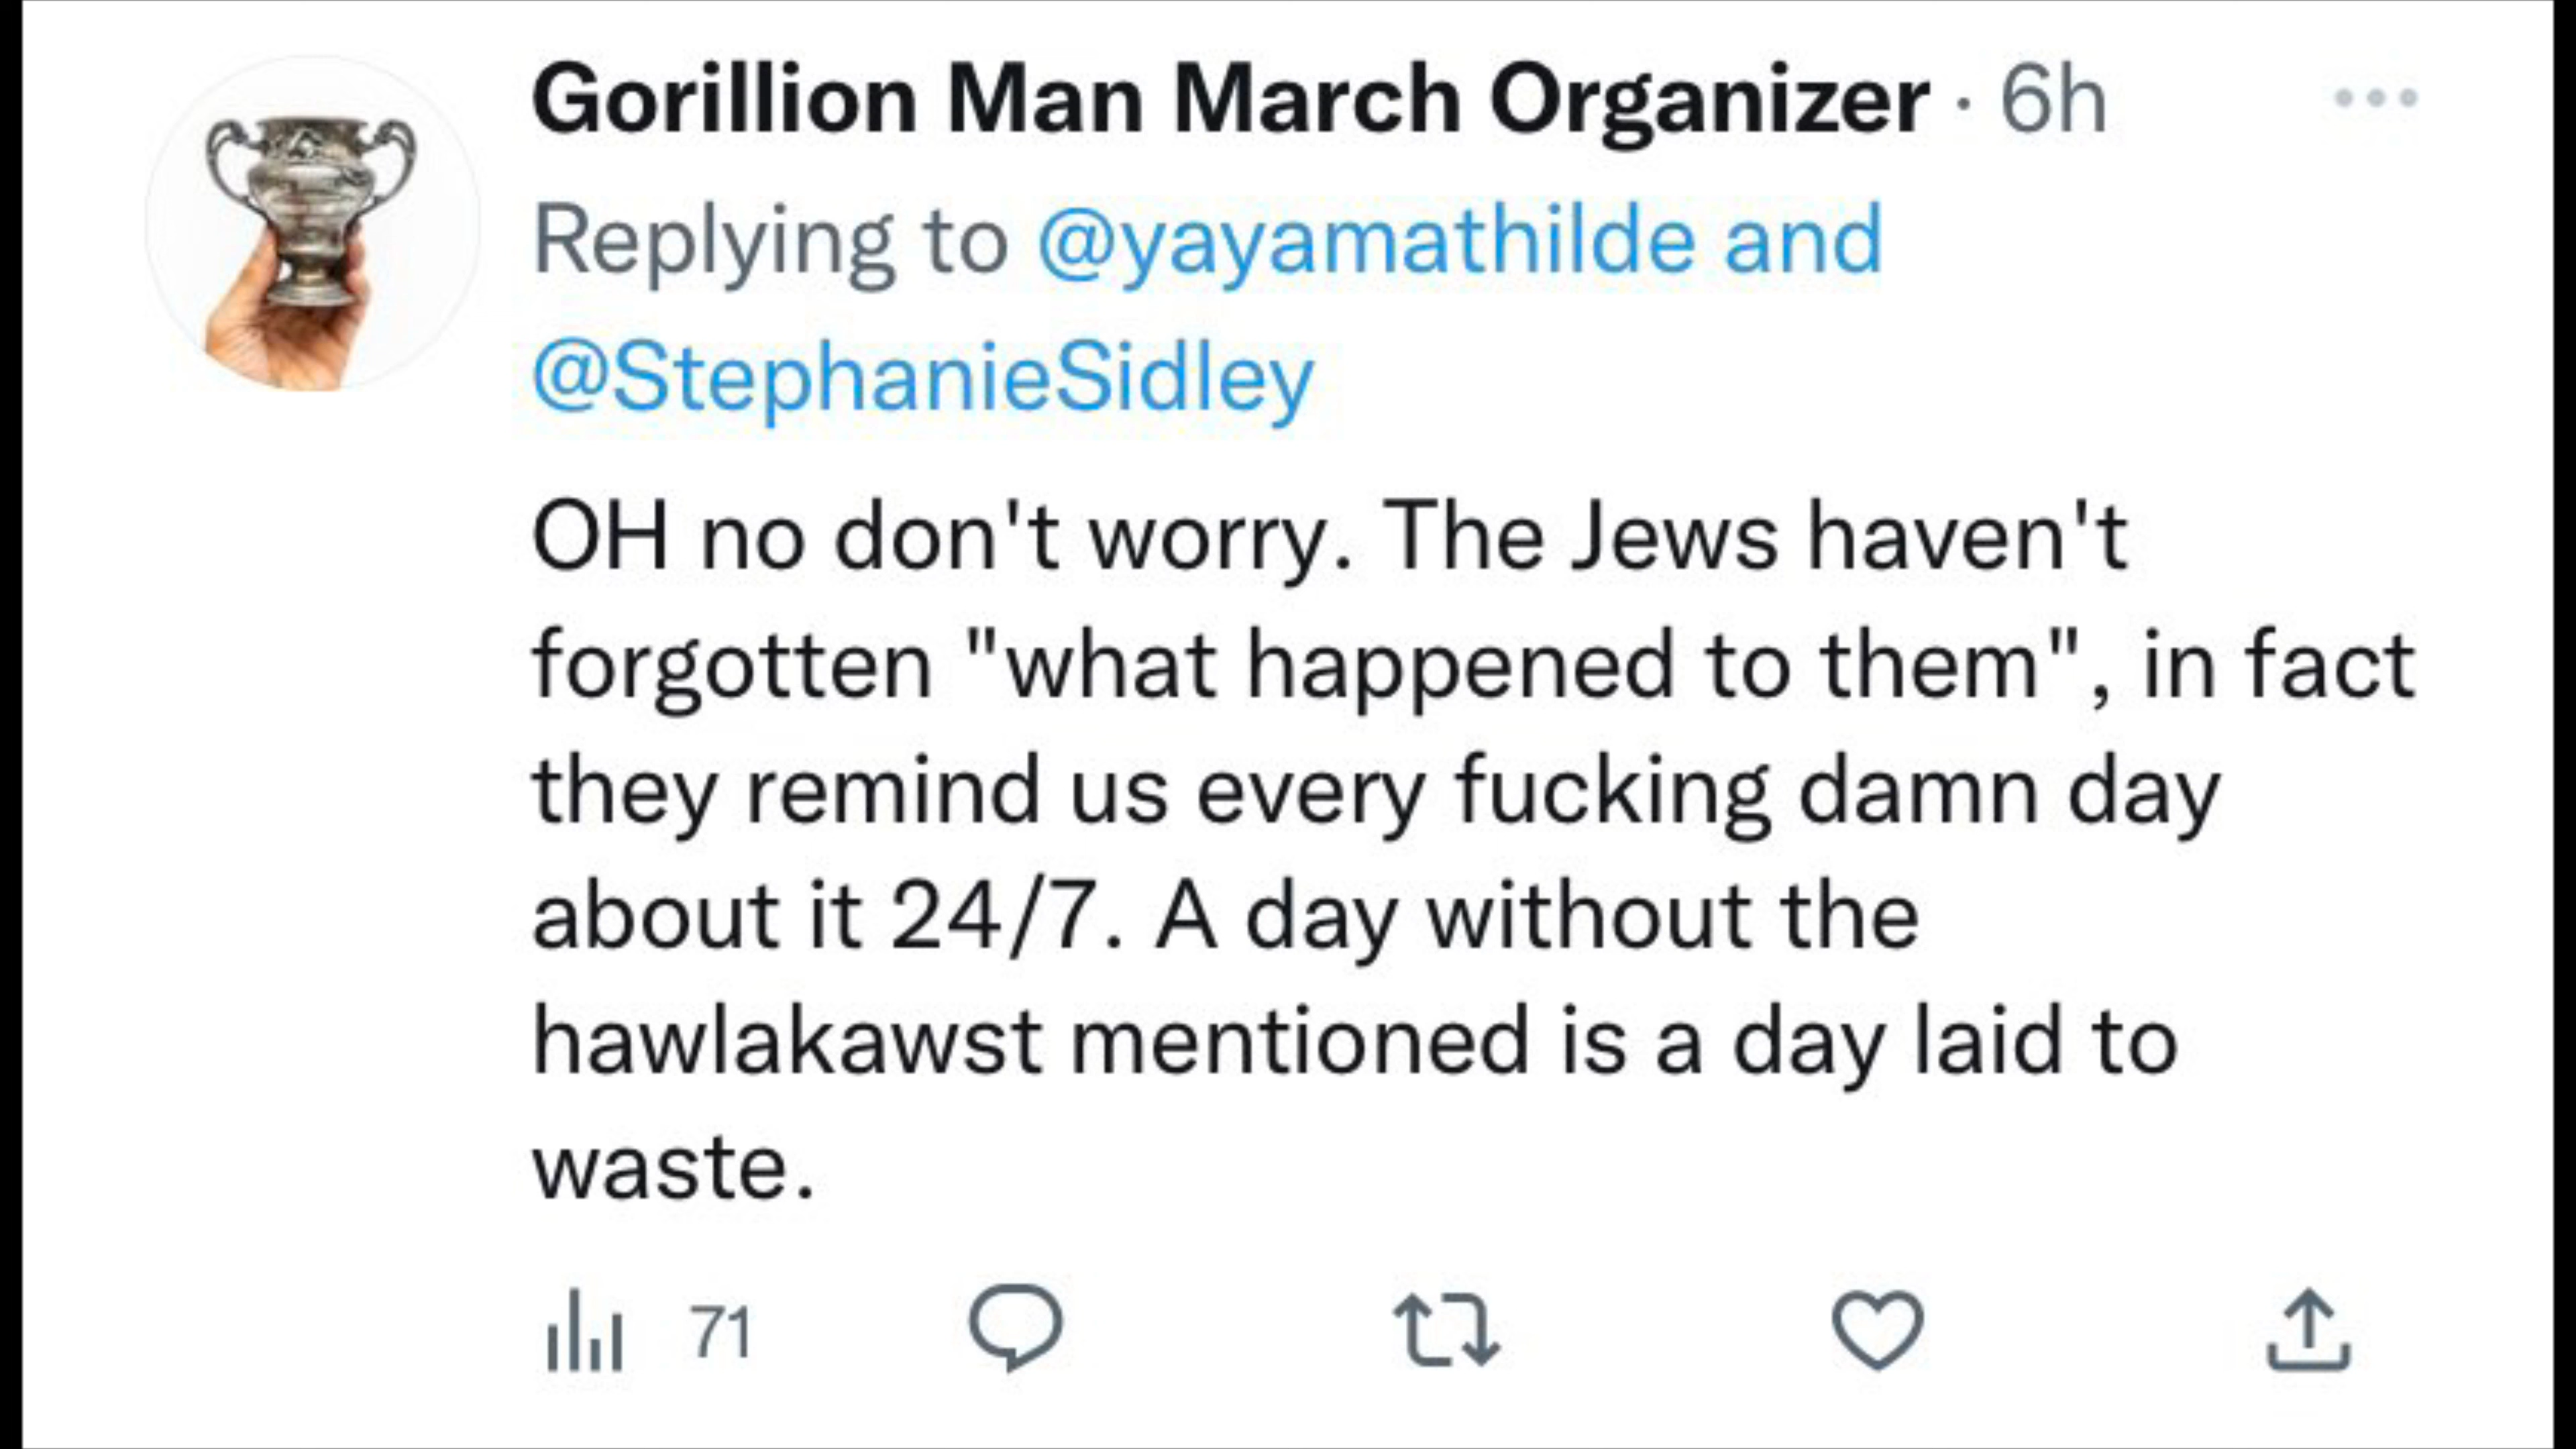 Gorillion Man March Organizer · 6h
Replying to @yayamathilde and
@StephanieSidley
OH no don't worry. The Jews haven't
forgotten "what happened to them", in fact
they remind us every fucking damn day
about it 24/7. A day without the
hawlakawst mentioned is a day laid to
waste.
71